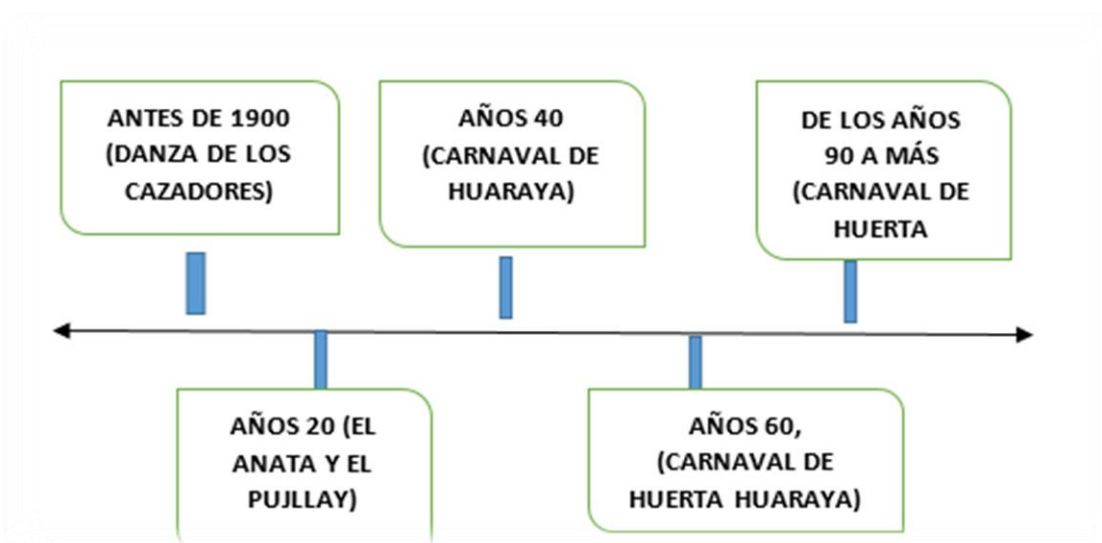 ANTES DE 1900
(DANZA DE LOS
CAZADORES)
AÑOS 20 (EL
ANATA Y EL
PUJLLAY)
AÑOS 40
(CARNAVAL DE
HUARAYA)
AÑOS 60,
(CARNAVAL DE
HUERTA HUARAYA)
DE LOS AÑOS
90 A MÁS
(CARNAVAL DE
HUERTA